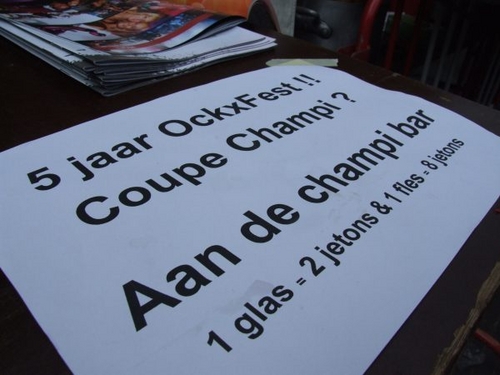 5 jaar OckxFest !!
Coupe Champi ?
Aan de champi bar
1 glas = 2 jetons & 1 fles = 8 jetons